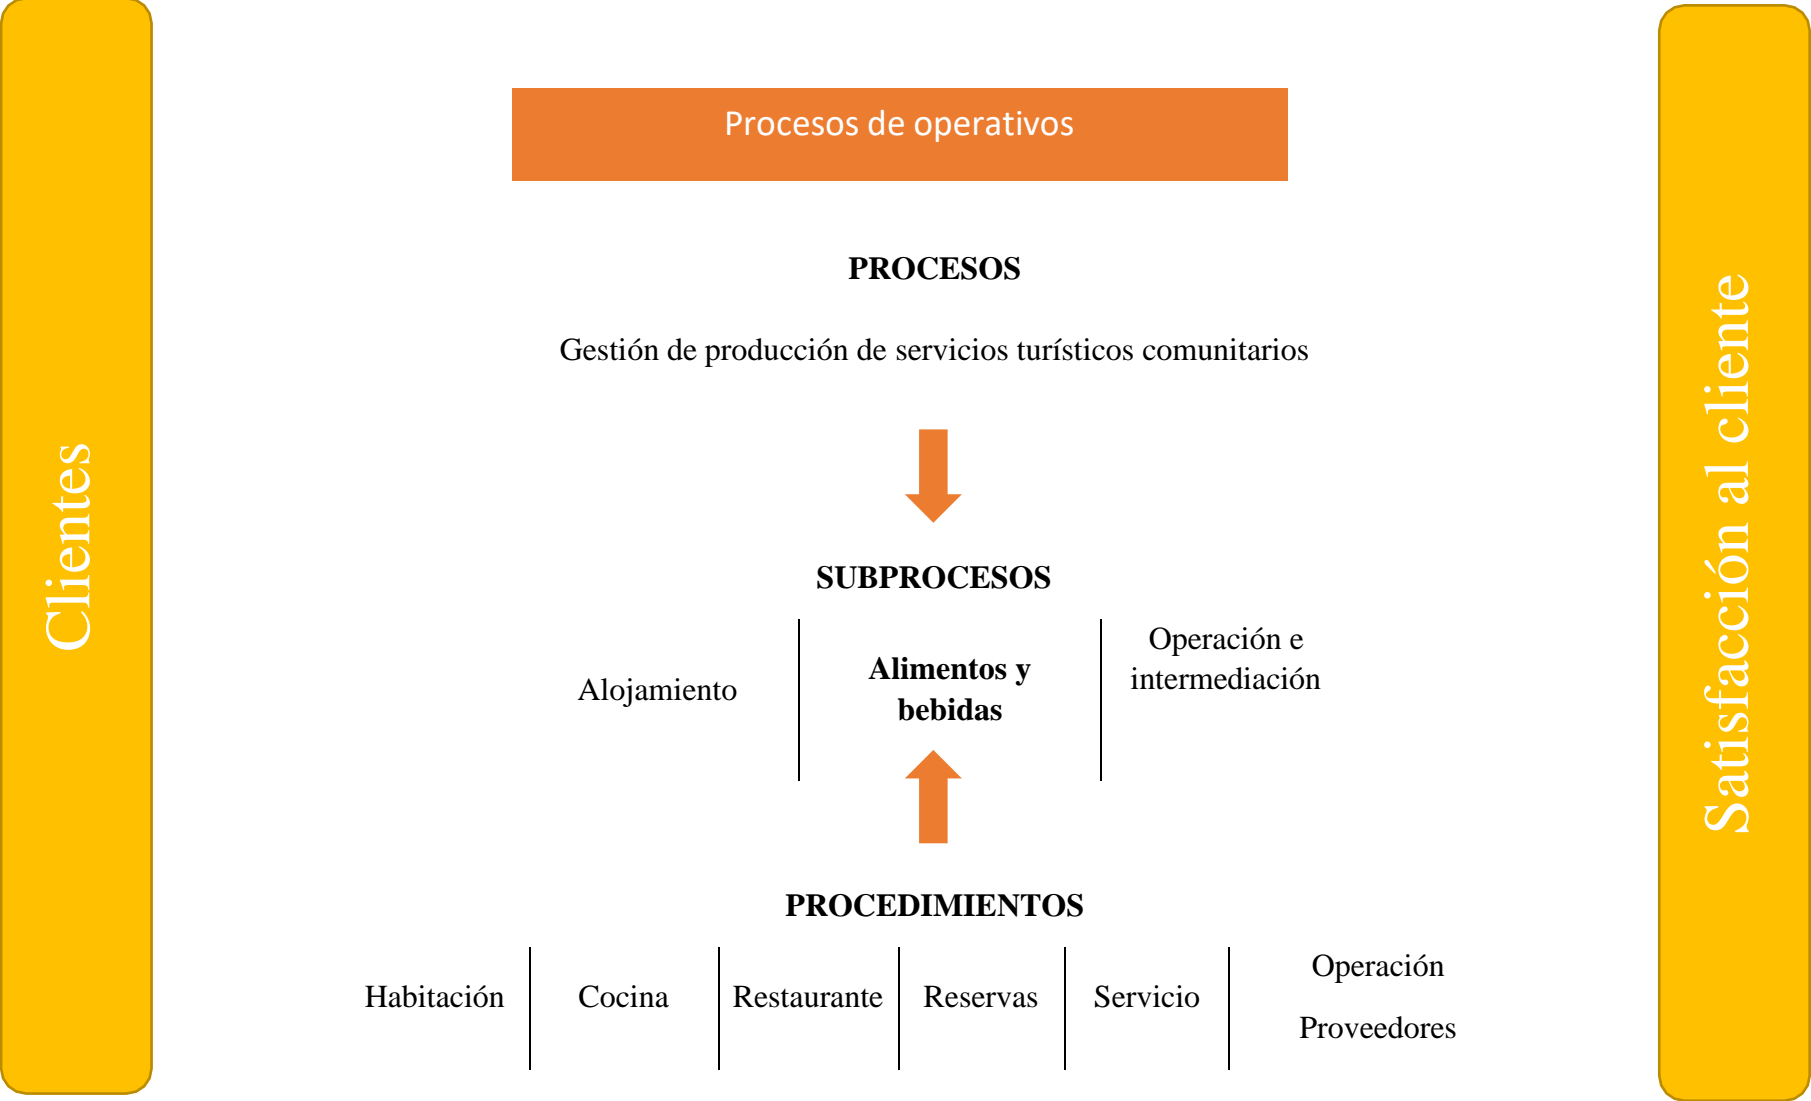 Clientes
Procesos de operativos
PROCESOS
Gestión de producción de servicios turísticos comunitarios
SUBPROCESOS
Alojamiento
Alimentos y
bebidas
Operación e
intermediación
PROCEDIMIENTOS
Habitación
Cocina
Restaurante
Reservas
Servicio
Operación
Proveedores
Satisfacción al cliente